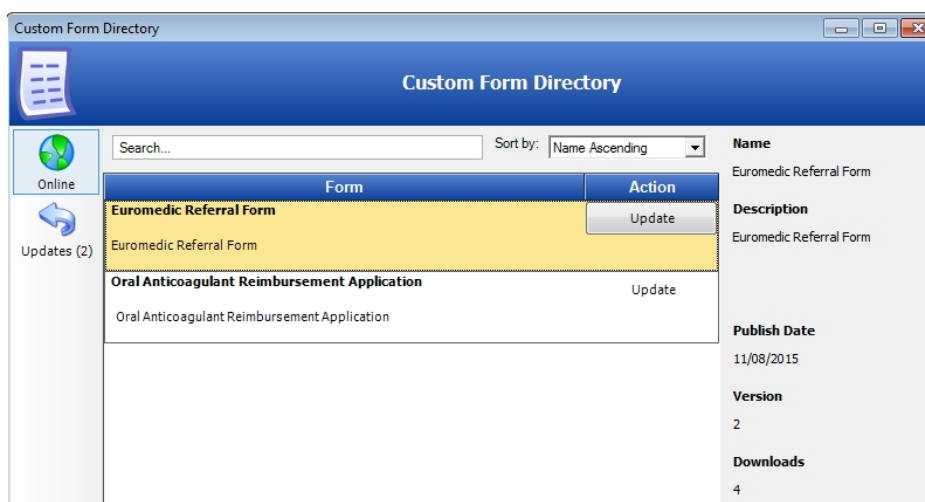 Custom Form Directory
Custom Form Directory
Online
Updates (2)
Search...
Sort by:
Name Ascending
Form
Action
Euromedic Referral Form
Update
Euromedic Referral Form
Oral Anticoagulant Reimbursement Application
Update
Oral Anticoagulant Reimbursement Application
Name
Euromedic Referral Form
Description
Euromedic Referral Form
Publish Date
11/08/2015
Version
2
Downloads
4